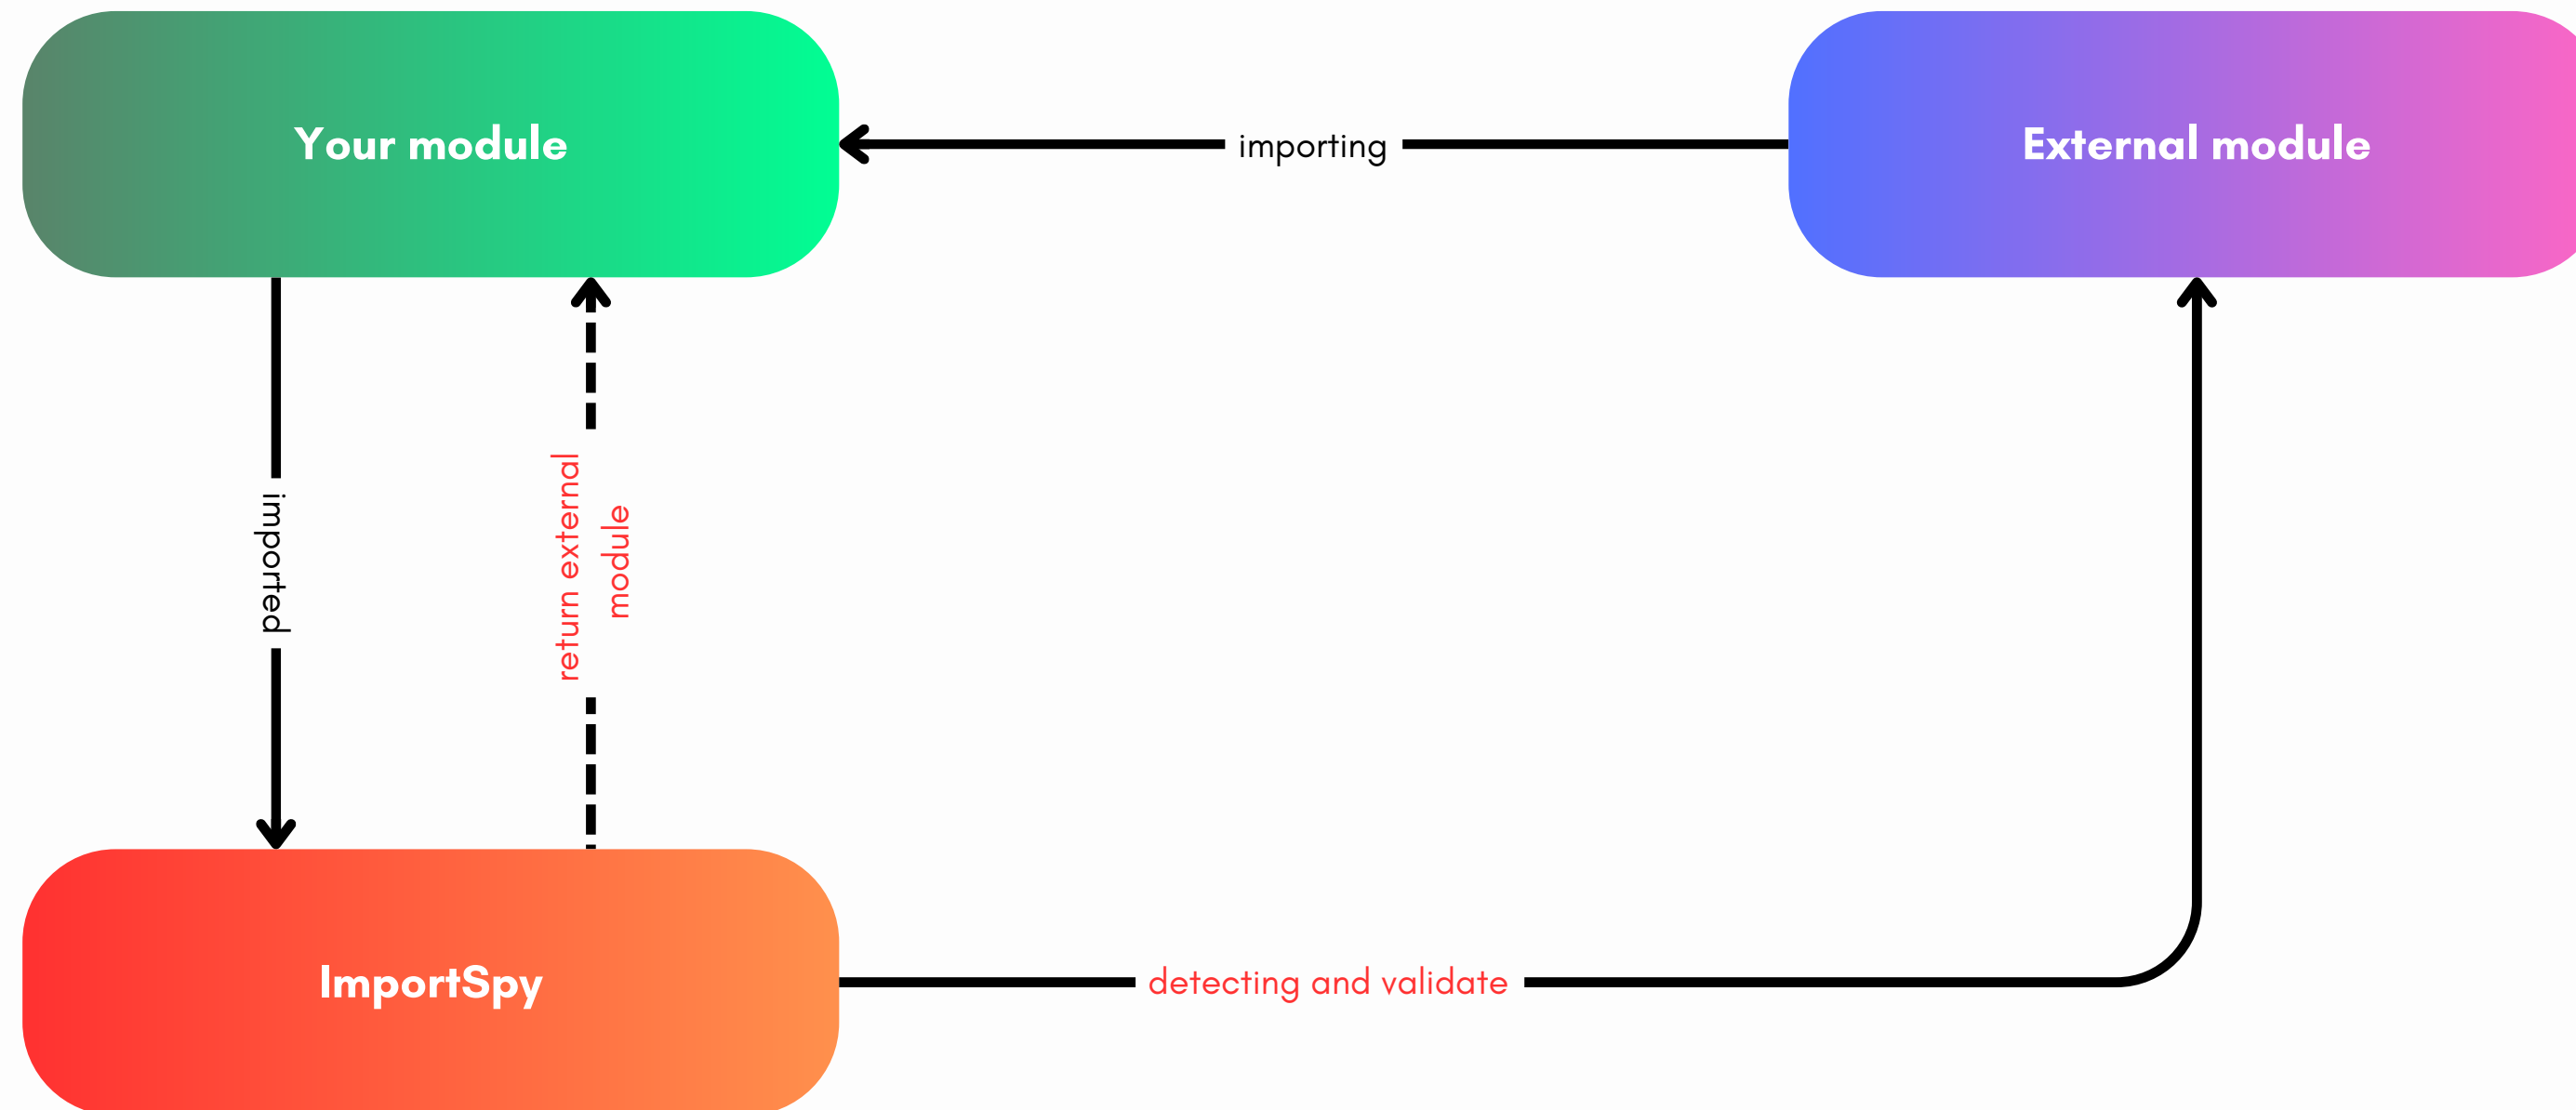 Your module
importing
External module
imported
return external
module
ImportSpy
detecting and validate